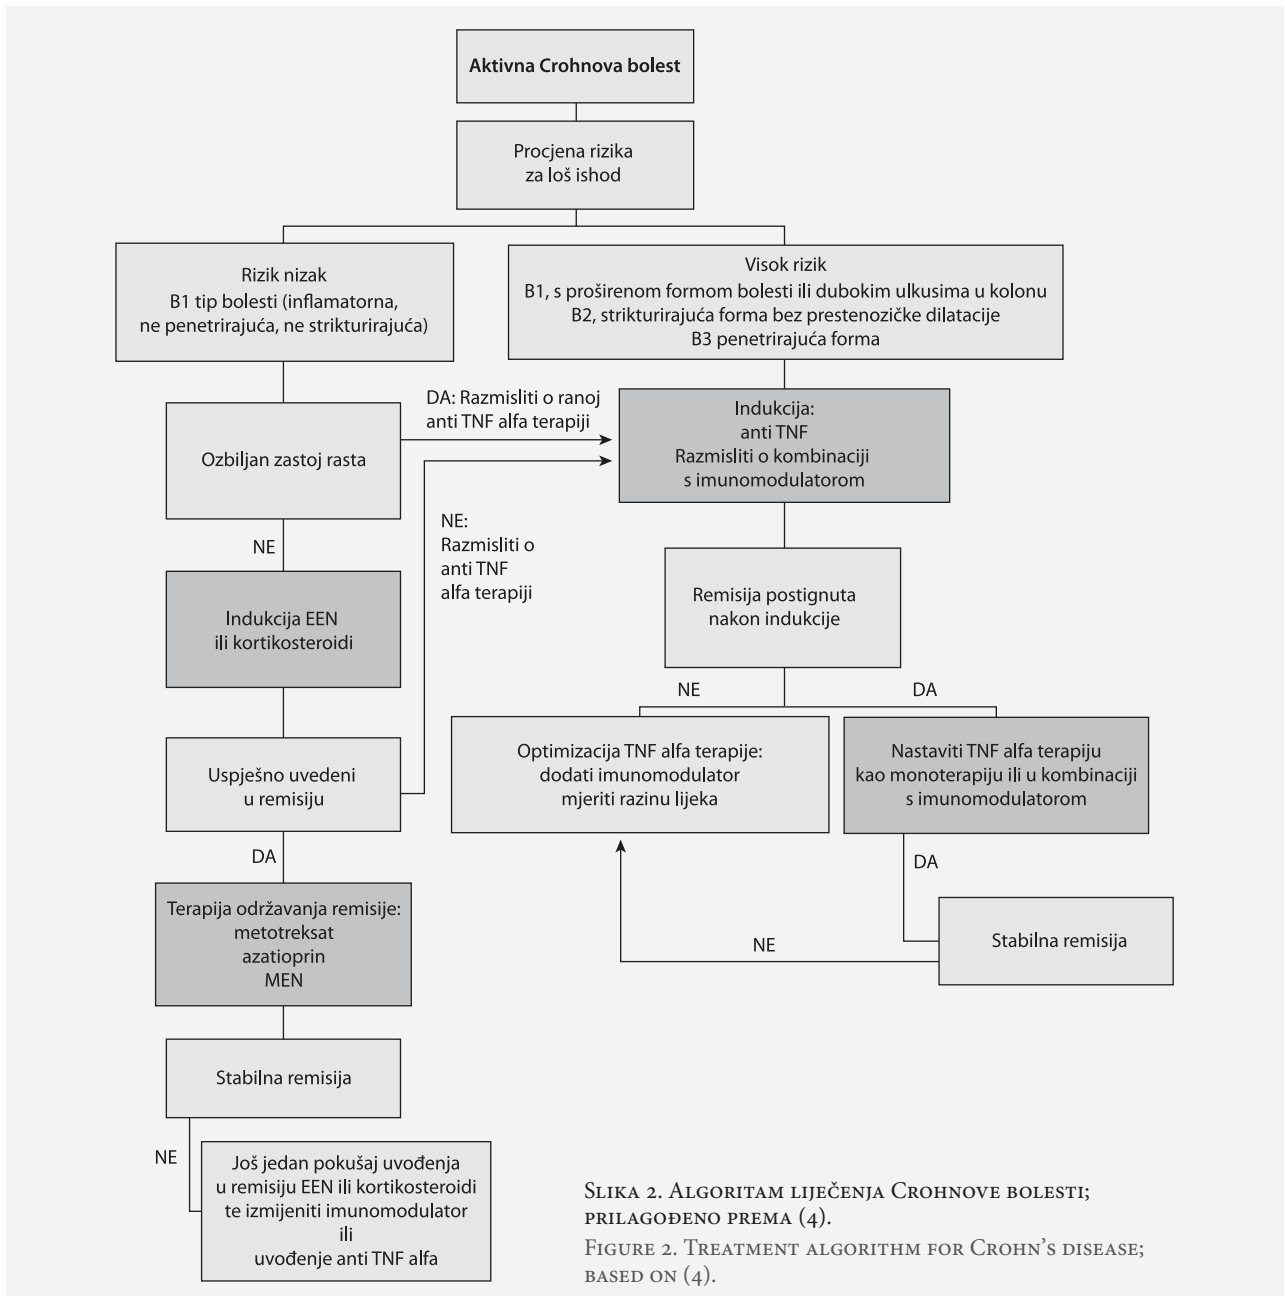 Aktivna Crohnova bolest
Procjena rizika
za loš ishod
Rizik nizak
B1 tip bolesti (inflamatorna,
ne penetrirajuća, ne strikturirajuća)
Visok rizik
B1, s proširenom formom bolesti ili dubokim ulkusima u kolonu
B2, strikturirajuća forma bez prestenozičke dilatacije
B3 penetrirajuća forma
Ozbiljan zastoj rasta
DA: Razmisliti o ranoj
anti TNF alfa terapiji
Indukcija:
anti TNF
Razmisliti o kombinaciji
s imunomodulatorom
NE
NE:
Razmisliti o
anti TNF
alfa terapiji
Indukcija EEN
ili kortikosteroidi
Remisija postignuta
nakon indukcije
NE
DA
Uspješno uvedeni
u remisiju
Optimizacija TNF alfa terapije:
dodati imunomodulator
mjeriti razinu lijeka
Nastaviti TNF alfa terapiju
kao monoterapiju ili u kombinaciji
s imunomodulatorom
DA
DA
Terapija održavanja remisije:
metotreksat
azatioprin
MEN
NE
Stabilna remisija
Stabilna remisija
NE
Još jedan pokušaj uvođenja
u remisiju EEN ili kortikosteroidi
te izmijeniti imunomodulator
ili
uvođenje anti TNF alfa
Slika 2. Algoritam liječenja Crohnove bolesti;
prilagođeno prema (4).
Figure 2. Treatment algorithm for Crohn's disease;
based on (4).